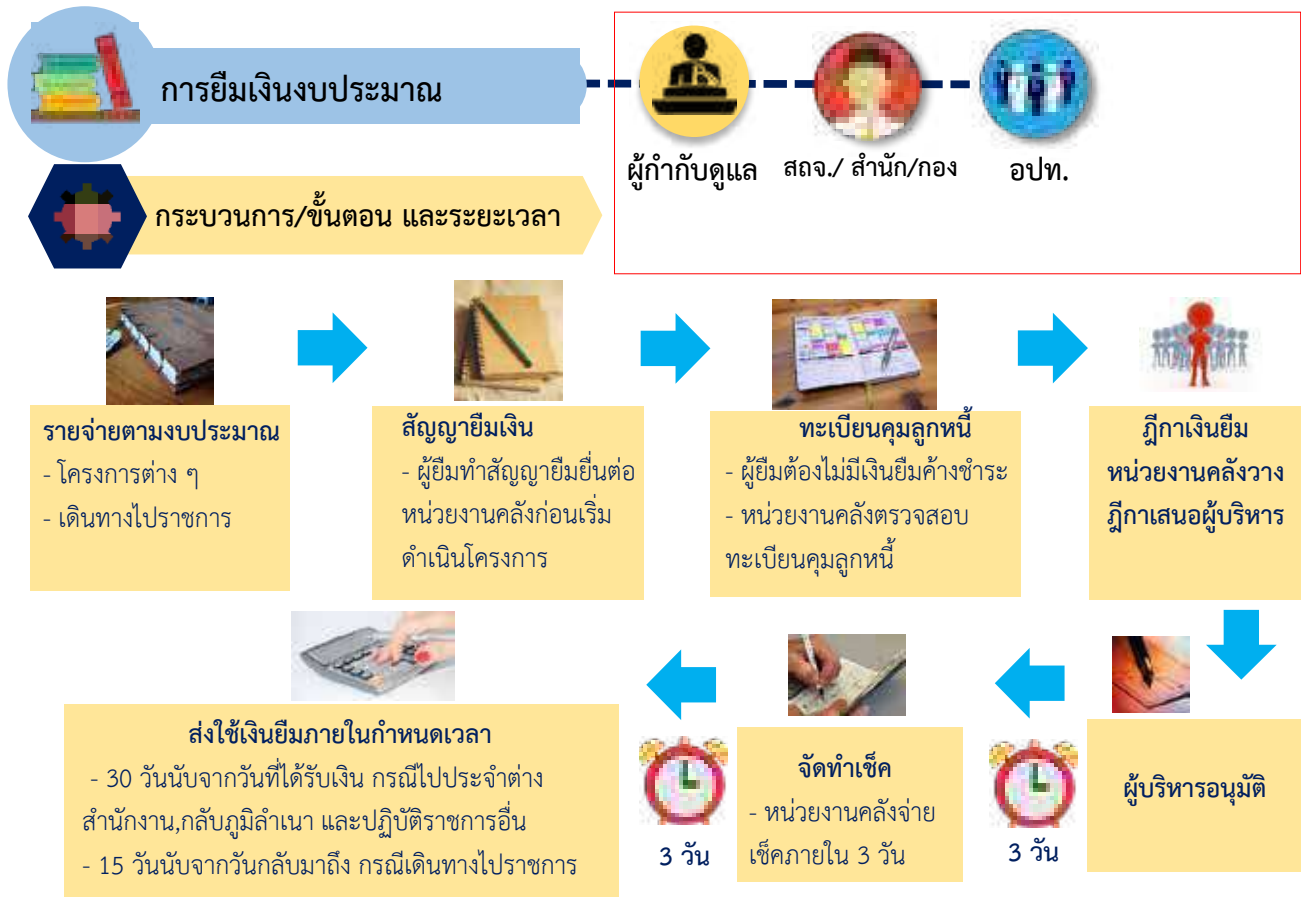 การยืมเงินงบประมาณ
ผู้กำกับดูแล
สถจ./ สำนัก/กอง
อปท.
กระบวนการ/ขั้นตอน และระยะเวลา
รายจ่ายตามงบประมาณ
- โครงการต่าง ๆ
- เดินทางไปราชการ
สัญญายืมเงิน
- ผู้ยืมทำสัญญายืมยื่นต่อ
หน่วยงานคลังก่อนเริ่ม
ดำเนินโครงการ
ทะเบียนคุมลูกหนี้
- ผู้ยืมต้องไม่มีเงินยืมค้างชำระ
- หน่วยงานคลังตรวจสอบ
ทะเบียนคุมลูกหนี้
ฎีกาเงินยืม
หน่วยงานคลังวาง
ฎีกาเสนอผู้บริหาร
ผู้บริหารอนุมัติ
3 วัน
จัดทำเช็ค
- หน่วยงานคลังจ่าย
เช็คภายใน 3 วัน
3 วัน
ส่งใช้เงินยืมภายในกำหนดเวลา
- 30 วันนับจากวันที่ได้รับเงิน กรณีไปประจำต่าง
สำนักงาน,กลับภูมิลำเนา และปฏิบัติราชการอื่น
- 15 วันนับจากวันกลับมาถึง กรณีเดินทางไปราชการ